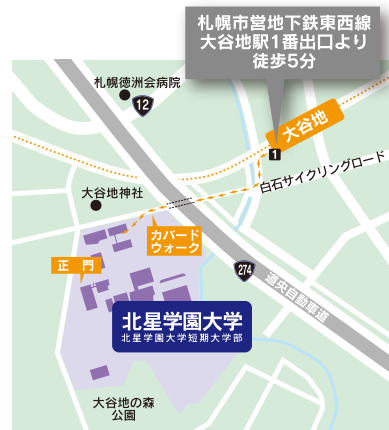 札幌市営地下鉄東西線
大谷地駅1番出口より
徒歩5分
札幌徳洲会病院
12
大谷地
1
白石サイクリングロード
大谷地神社
カバード
ウォーク
正 門
274
道央自動車道
北星学園大学
北星学園大学短期大学部
大谷地の森
公園